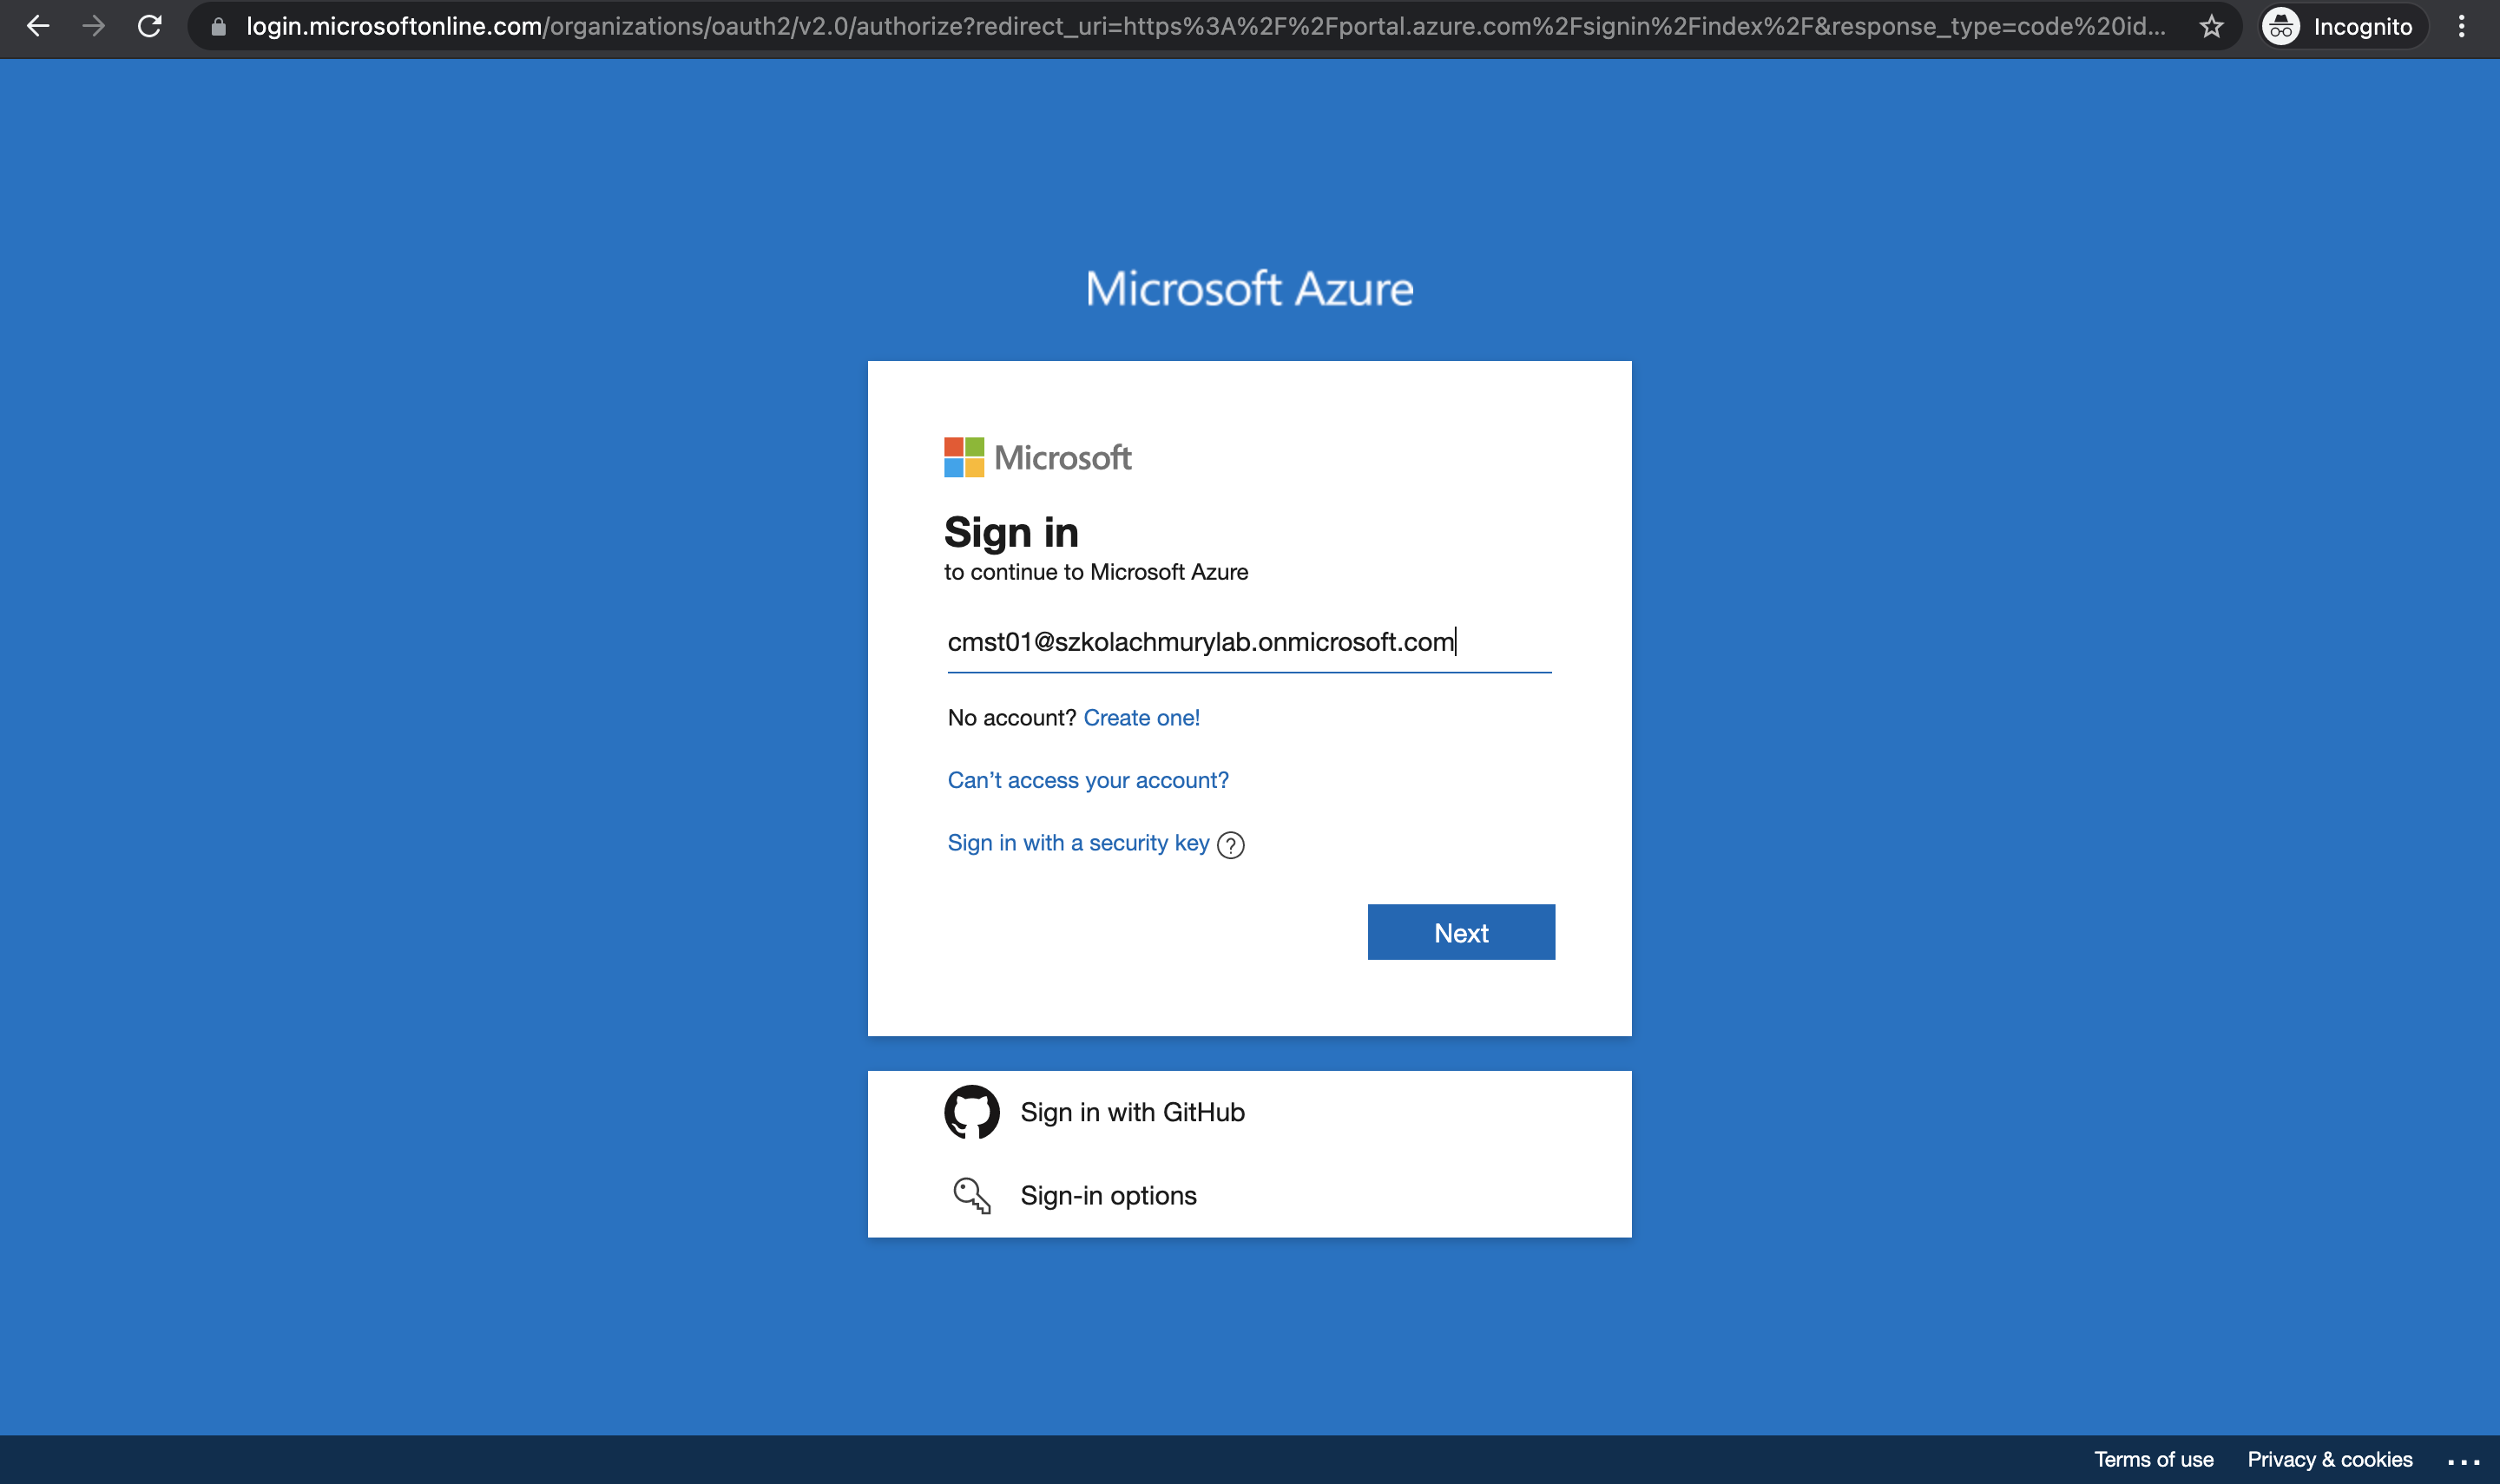 login.microsoftonline.com/organizations/oauth2/v2.0/authorize?redirect_uri=https%3A%2F%2Fportal.azure.com%2Fsignin%2Findex%2F&response_type=code%20id...
Incognito
Microsoft Azure
Microsoft
Sign in
to continue to Microsoft Azure
cmst01@szkolachmurylab.onmicrosoft.com
No account? Create one!
Can’t access your account?
Sign in with a security key ?
Next
Sign in with GitHub
Sign-in options
Terms of use Privacy & cookies ...